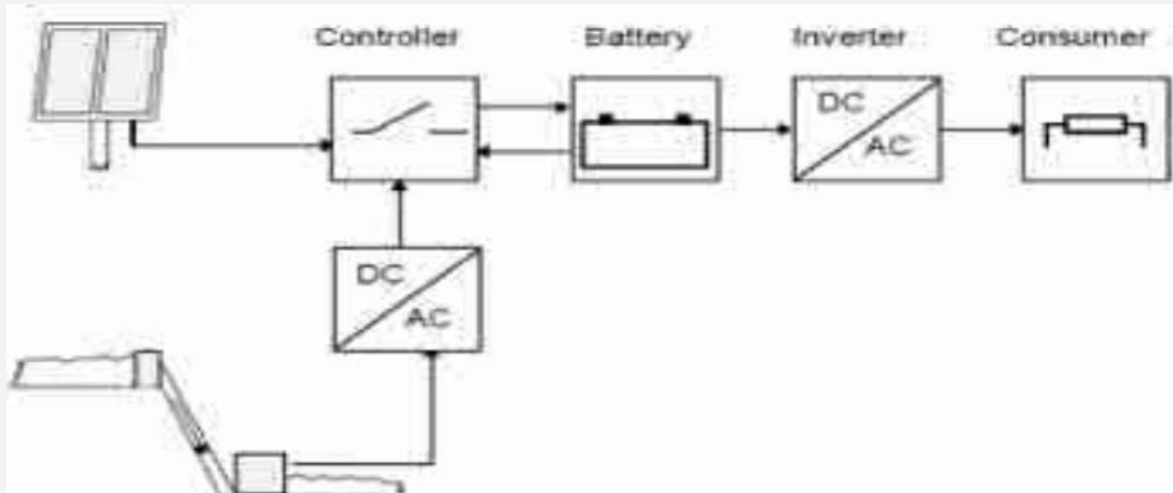 Controller
Battery
Inverter
Consumer
DC
AC
DC
AC